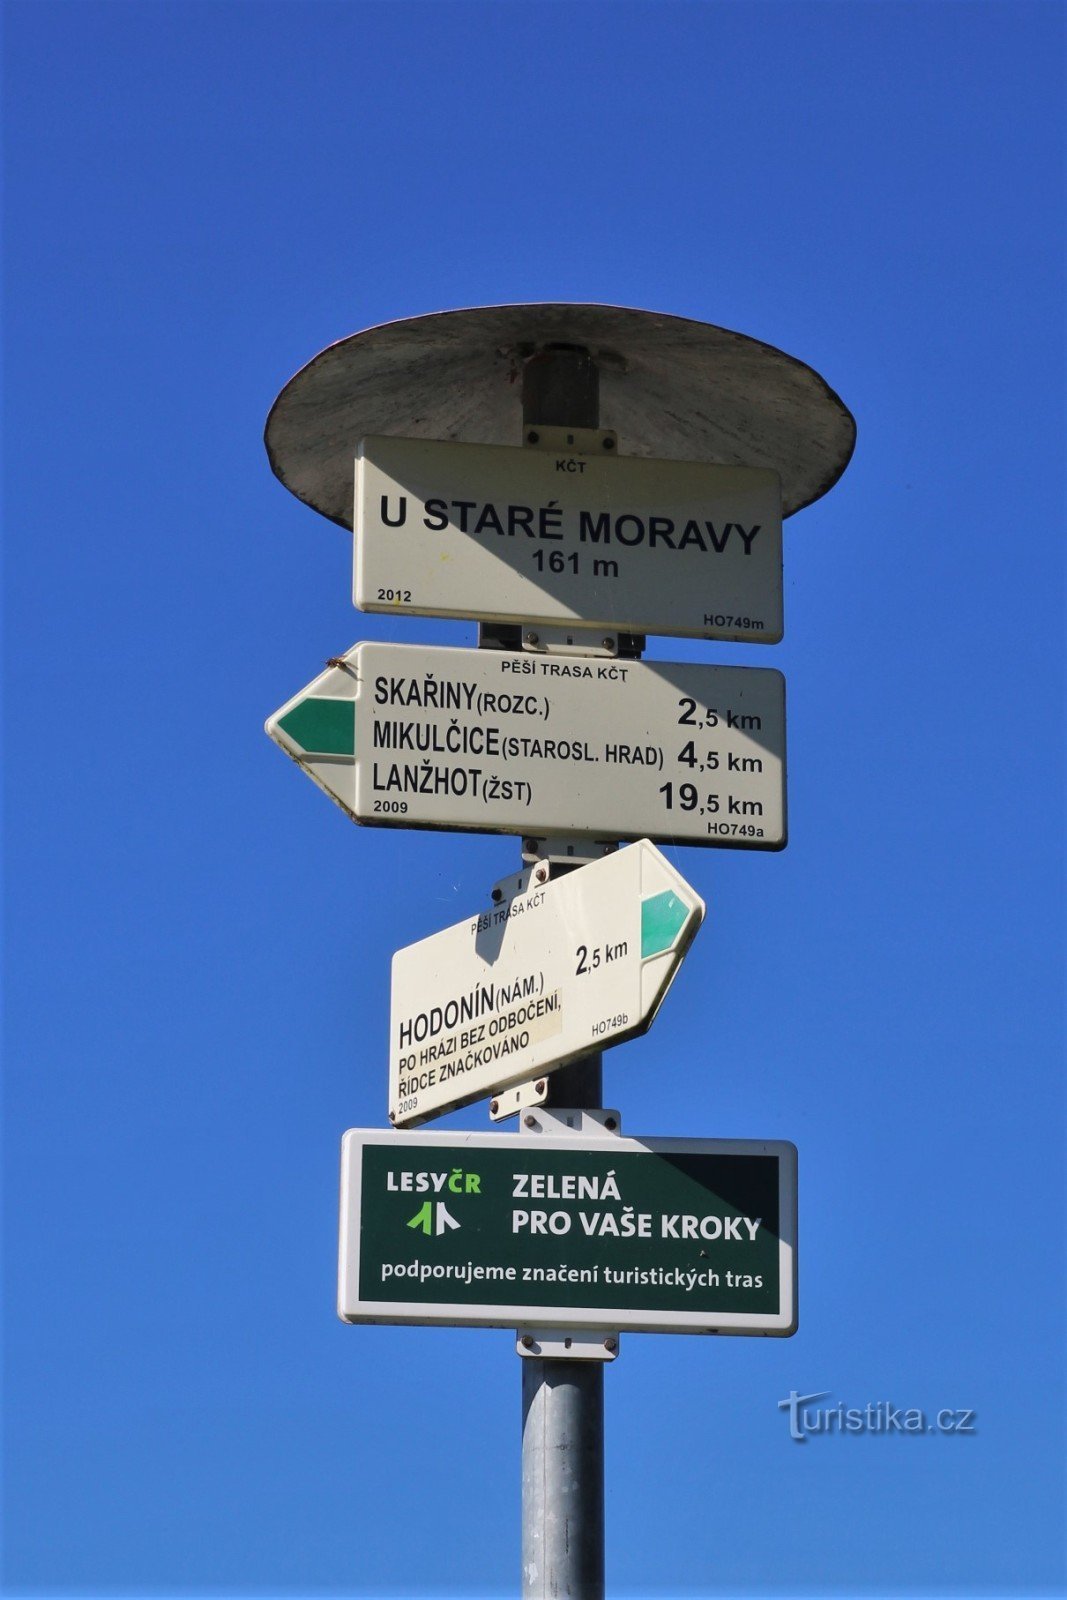 KČT
U STARÉ MORAVY
161 m
2012 HO749m
PĚŠÍ TRASA KČT
SKAŘINY(ROZC.) 2,5 km
MIKULČICE(STAROSL. HRAD) 4,5 km
LANŽHOT(ŽST) 19,5 km
2009 HO749a
PĚŠÍ TRASA KČT
2,5 km
HODONÍN(NÁM.)
PO HRÁZI BEZ ODBOČENÍ,
ŘÍDCE ZNAČKOVÁNO
2009 HO749b
LESYČR
ZELENÁ
PRO VAŠE KROKY
podporujeme značení turistických tras
Turistika.cz